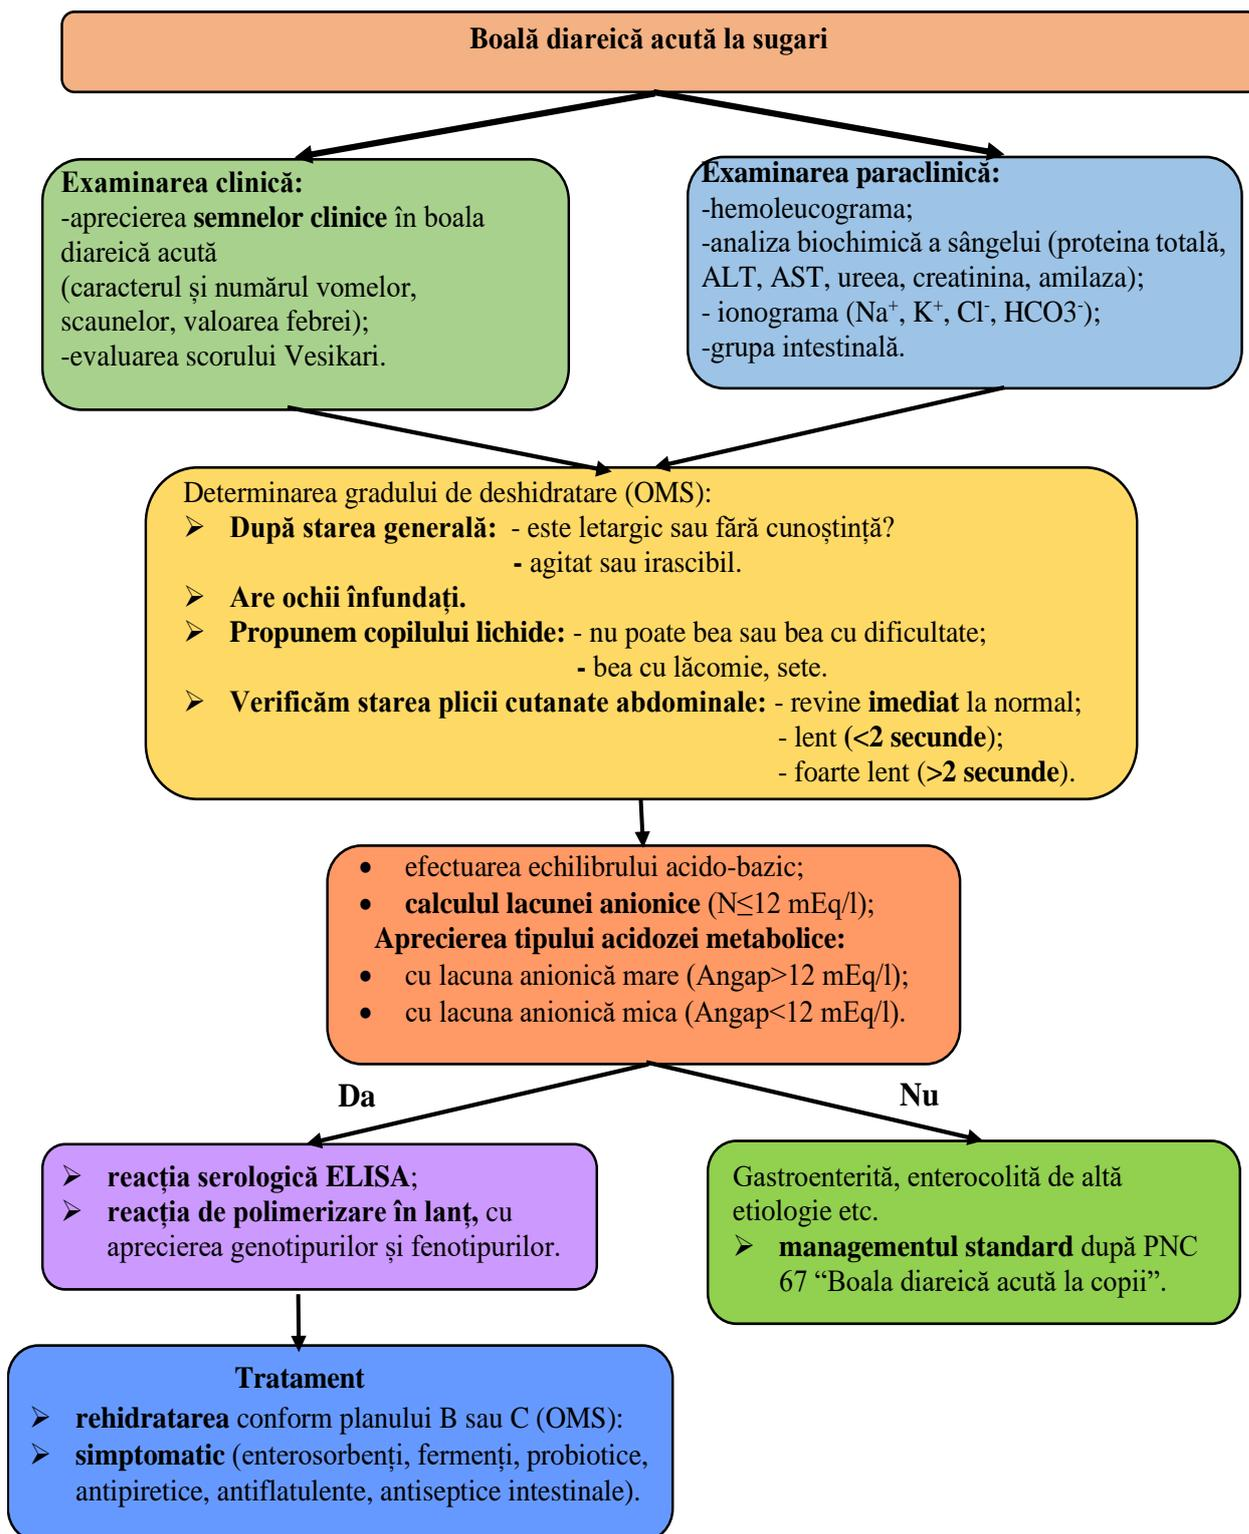 Boală diareică acută la sugari
Examinarea clinică:
-aprecierea semnelor clinice în boala
diareică acută
(caracterul și numărul vomelor,
scaunelor, valoarea febrei);
-evaluarea scorului Vesikari.
Examinarea paraclinică:
-hemoleucograma;
-analiza biochimică a sângelui (proteina totală,
ALT, AST, ureea, creatinina, amilaza);
- ionograma (Na⁺, K⁺, Cl⁻, HCO3⁻);
-grupa intestinală.
Determinarea gradului de deshidratare (OMS):
➢ După starea generală: - este letargic sau fără cunoștință?
- agitat sau irascibil.
➢ Are ochii înfundați.
➢ Propunem copilului lichide: - nu poate bea sau bea cu dificultate;
- bea cu lăcomie, sete.
➢ Verificăm starea plicii cutanate abdominale: - revine imediat la normal;
- lent (<2 secunde);
- foarte lent (>2 secunde).
• efectuarea echilibrului acido-bazic;
• calculul lacunei anionice (N≤12 mEq/l);
Aprecierea tipului acidozei metabolice:
• cu lacuna anionică mare (Angap>12 mEq/l);
• cu lacuna anionică mica (Angap<12 mEq/l).
Da
Nu
➢ reacția serologică ELISA;
➢ reacția de polimerizare în lanț, cu
aprecierea genotipurilor și fenotipurilor.
Gastroenterită, enterocolită de altă
etiologie etc.
➢ managementul standard după PNC
67 “Boala diareică acută la copii”.
Tratament
➢ rehidratarea conform planului B sau C (OMS):
➢ simptomatic (enterosorbenți, fermenți, probiotice,
antipiretice, antiflatulente, antiseptice intestinale).